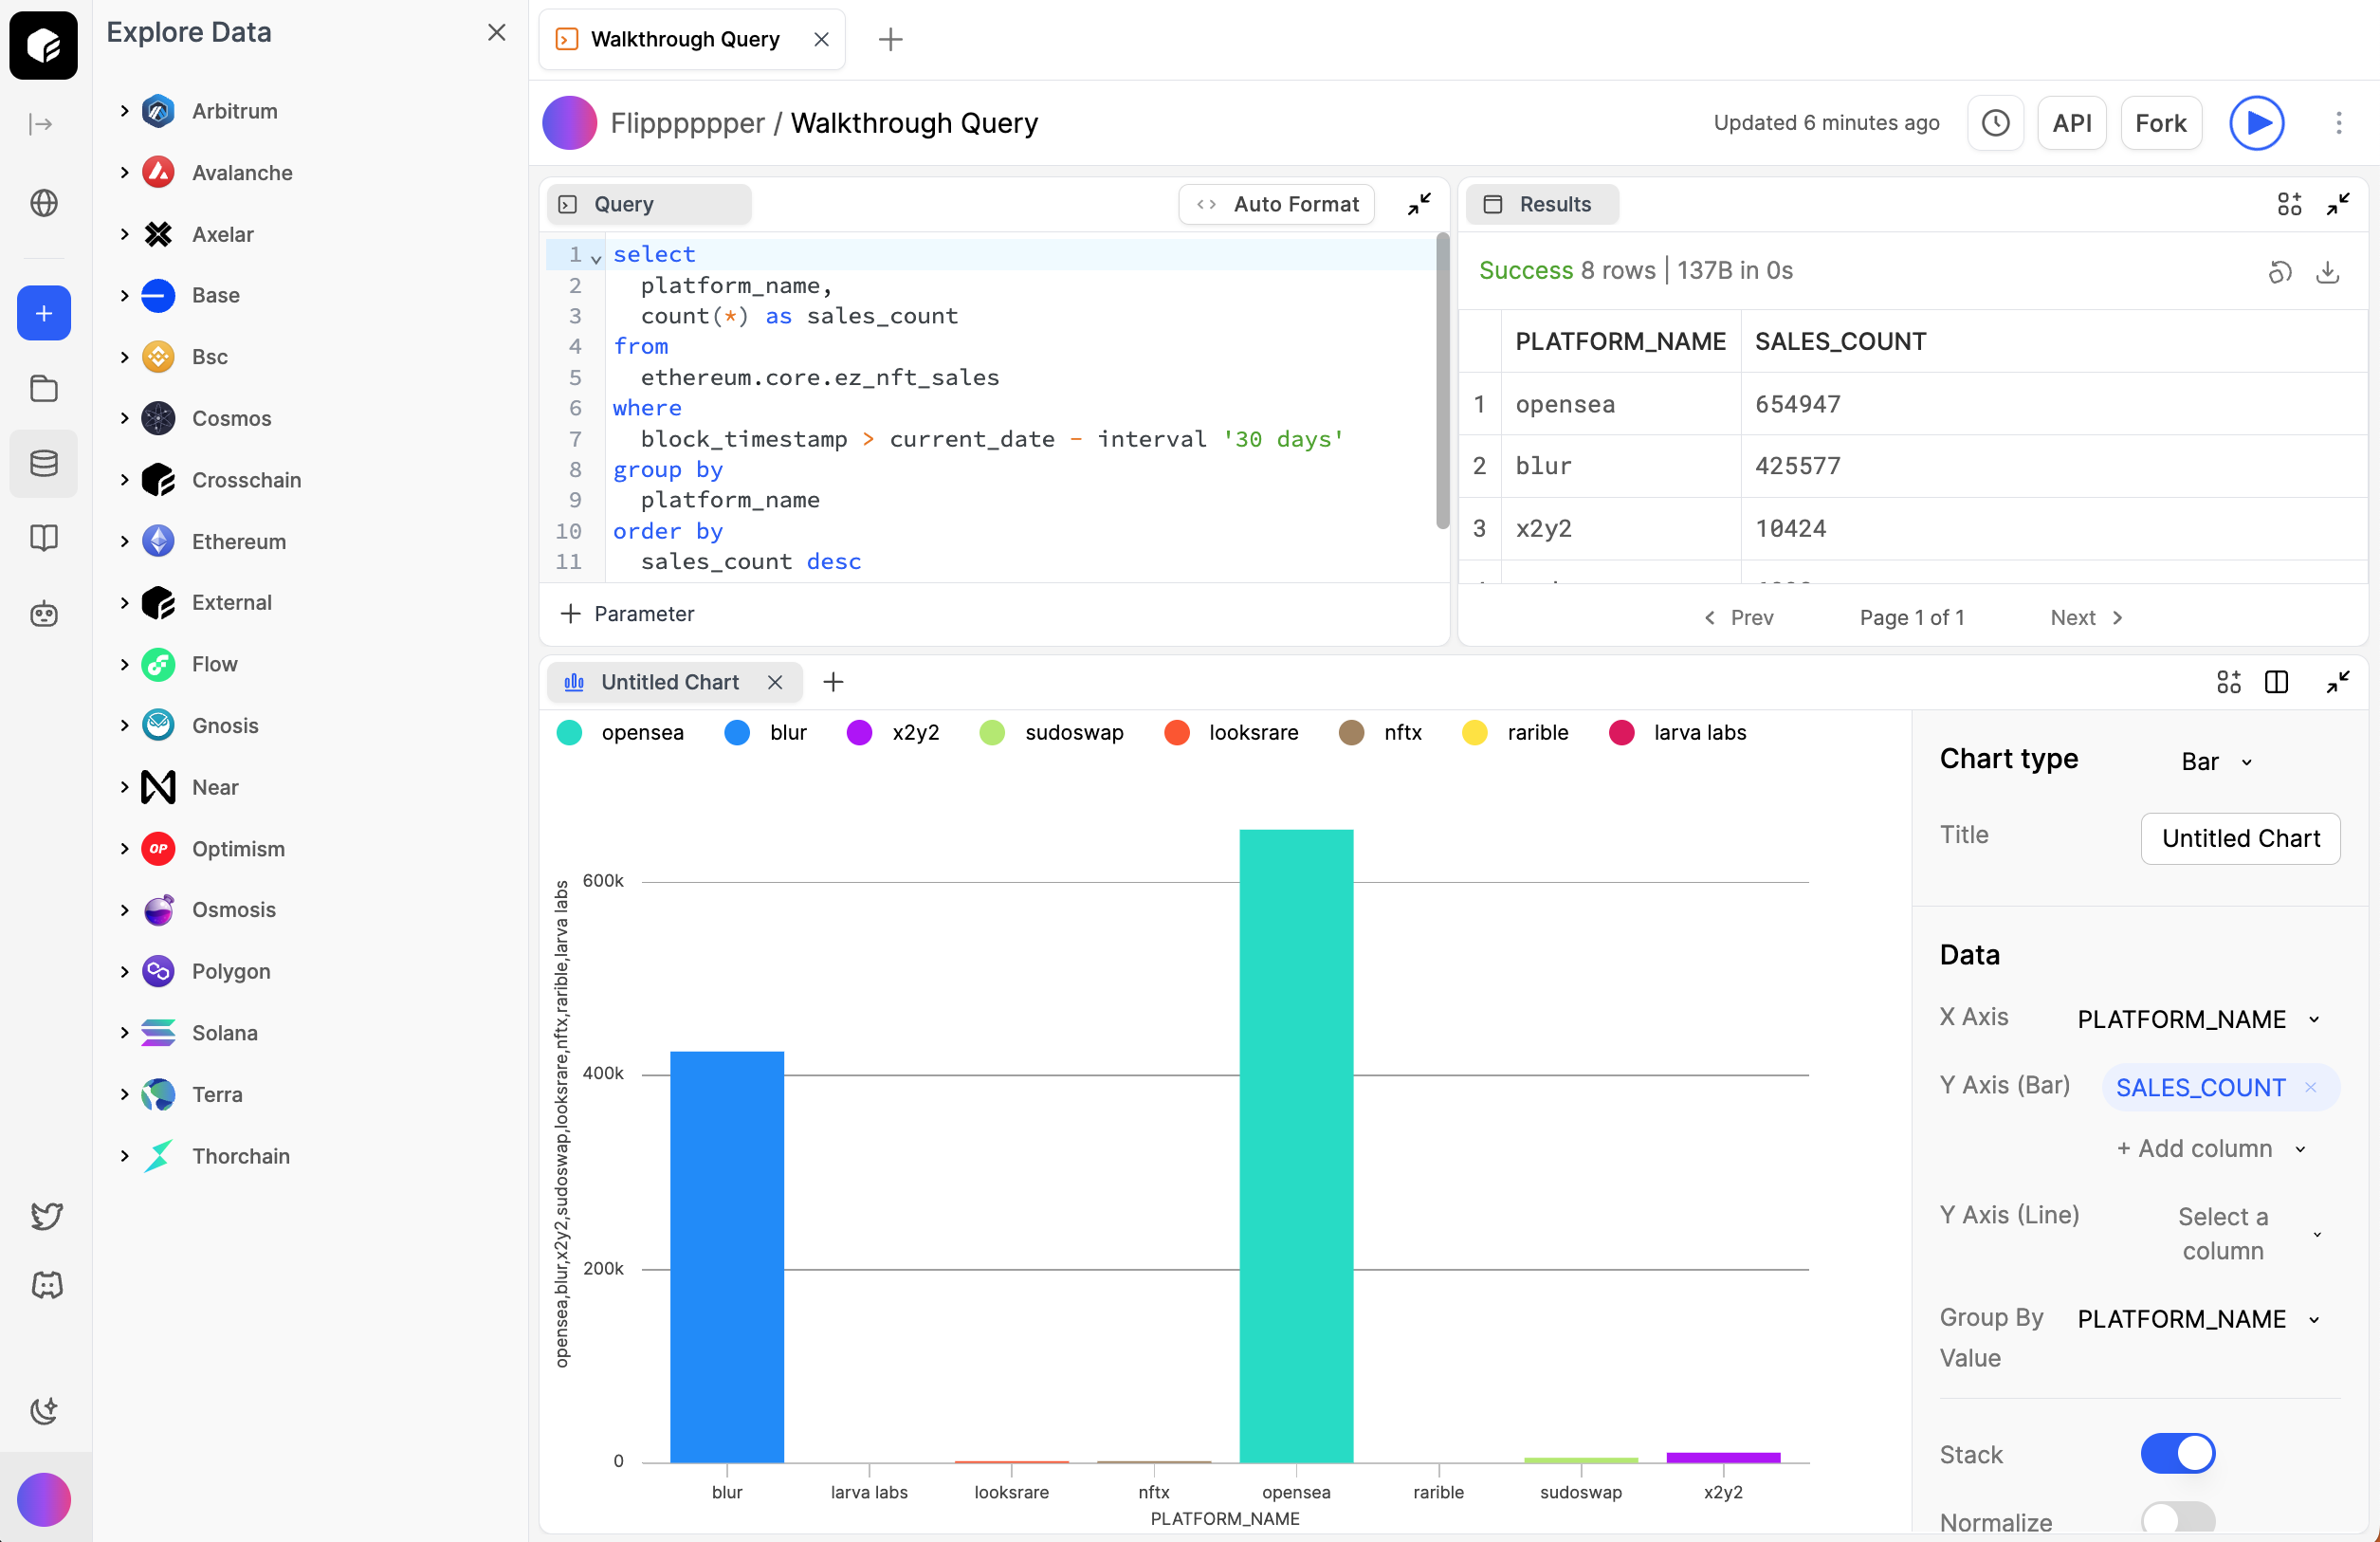 Explore Data
Arbitrum
Avalanche
Axelar
Base
Bsc
Cosmos
Crosschain
Ethereum
External
Flow
Gnosis
Near
OP
Optimism
Osmosis
Polygon
Solana
Terra
Thorchain
Walkthrough Query
Flipppppper / Walkthrough Query
Updated 6 minutes ago
API
Fork
Query
Auto Format
1 select
2 platform_name,
3 count(*) as sales_count
4 from
5 ethereum.core.ez_nft_sales
6 where
7 block_timestamp > current_date - interval '30 days'
8 group by
9 platform_name
10 order by
11 sales_count desc
+ Parameter
Results
Success 8 rows | 137B in 0s
PLATFORM_NAME SALES_COUNT
1 opensea 654947
2 blur 425577
3 x2y2 10424
Prev Page 1 of 1 Next
Untitled Chart
opensea blur x2y2 sudoswap looksrare nftx rarible larva labs
opensea,blur,x2y2,sudoswap,looksrare,nftx,rarible,larva labs
600k
400k
200k
0
blur larva labs looksrare nftx opensea rarible sudoswap x2y2
PLATFORM_NAME
Chart type Bar
Title Untitled Chart
Data
X Axis PLATFORM_NAME
Y Axis (Bar) SALES_COUNT ×
+ Add column
Y Axis (Line) Select a
column
Group By PLATFORM_NAME
Value
Stack
Normalize